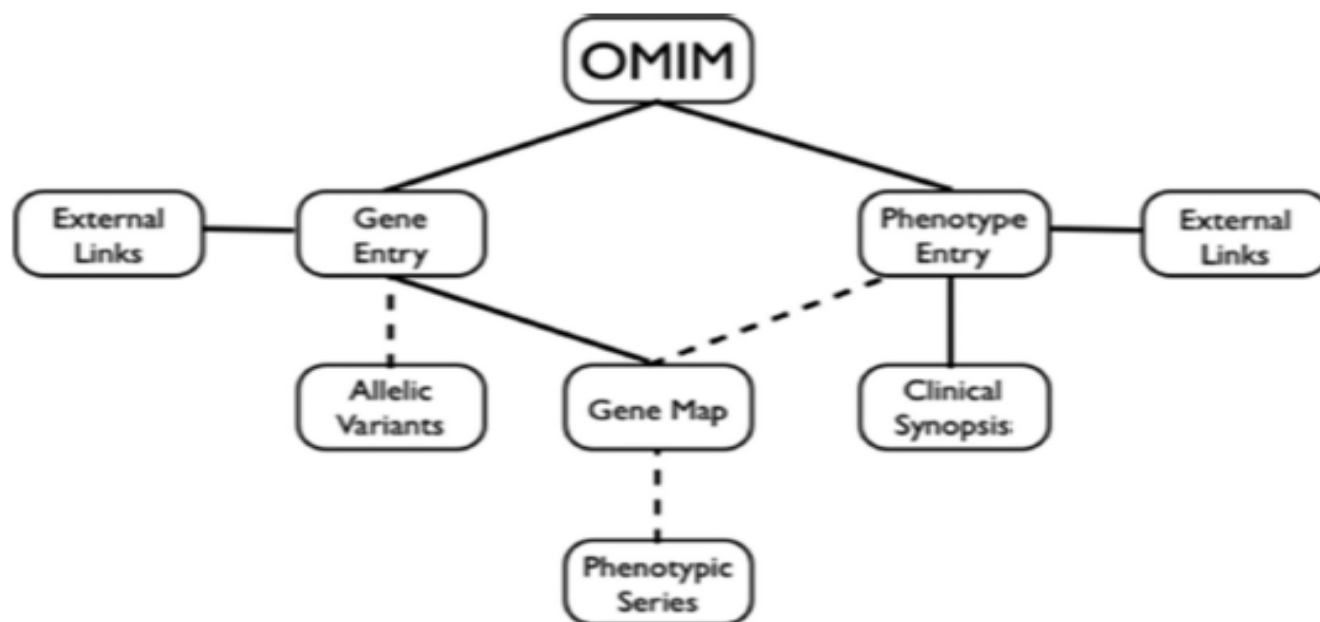 OMIM
External
Links
Gene
Entry
Phenotype
Entry
External
Links
Allelic
Variants
Gene Map
Clinical
Synopsis
Phenotypic
Series